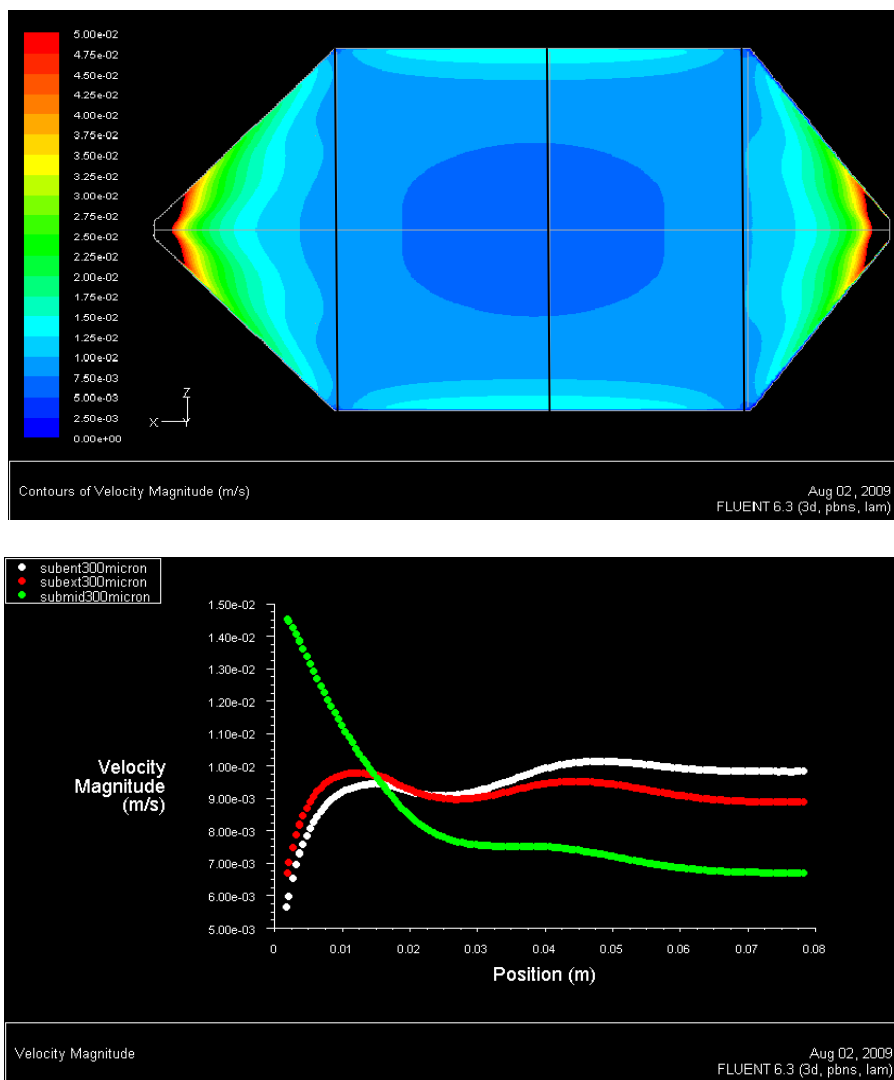 5.00e-02
4.75e-02
4.50e-02
4.25e-02
4.00e-02
3.75e-02
3.50e-02
3.25e-02
3.00e-02
2.75e-02
2.50e-02
2.25e-02
2.00e-02
1.75e-02
1.50e-02
1.25e-02
1.00e-02
7.50e-03
5.00e-03
2.50e-03
0.00e+00
Z
X Y
Contours of Velocity Magnitude (m/s)
Aug 02, 2009
FLUENT 6.3 (3d, pbns, lam)
subent300micron
subext300micron
submid300micron
1.50e-02
1.40e-02
1.30e-02
1.20e-02
1.10e-02
1.00e-02
9.00e-03
8.00e-03
7.00e-03
6.00e-03
5.00e-03
Velocity
Magnitude
(m/s)
0 0.01 0.02 0.03 0.04 0.05 0.06 0.07 0.08
Position (m)
Velocity Magnitude
Aug 02, 2009
FLUENT 6.3 (3d, pbns, lam)